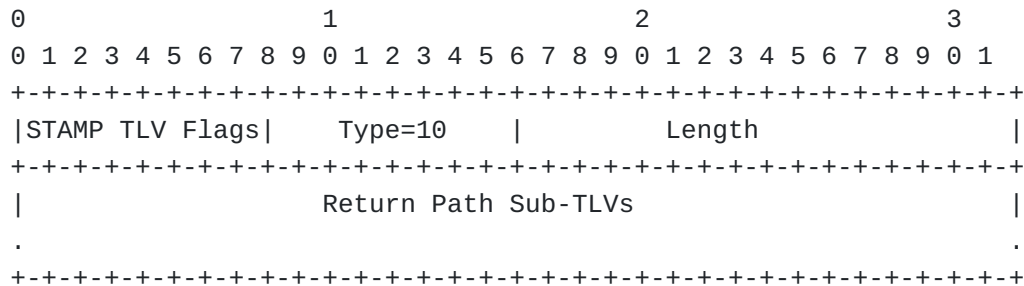 0                   1                   2                   3
0 1 2 3 4 5 6 7 8 9 0 1 2 3 4 5 6 7 8 9 0 1 2 3 4 5 6 7 8 9 0 1
+-+-+-+-+-+-+-+-+-+-+-+-+-+-+-+-+-+-+-+-+-+-+-+-+-+-+-+-+-+-+-+-+
|STAMP TLV Flags|    Type=10    |         Length                |
+-+-+-+-+-+-+-+-+-+-+-+-+-+-+-+-+-+-+-+-+-+-+-+-+-+-+-+-+-+-+-+-+
|                   Return Path Sub-TLVs                        |
.                                                               .
+-+-+-+-+-+-+-+-+-+-+-+-+-+-+-+-+-+-+-+-+-+-+-+-+-+-+-+-+-+-+-+-+